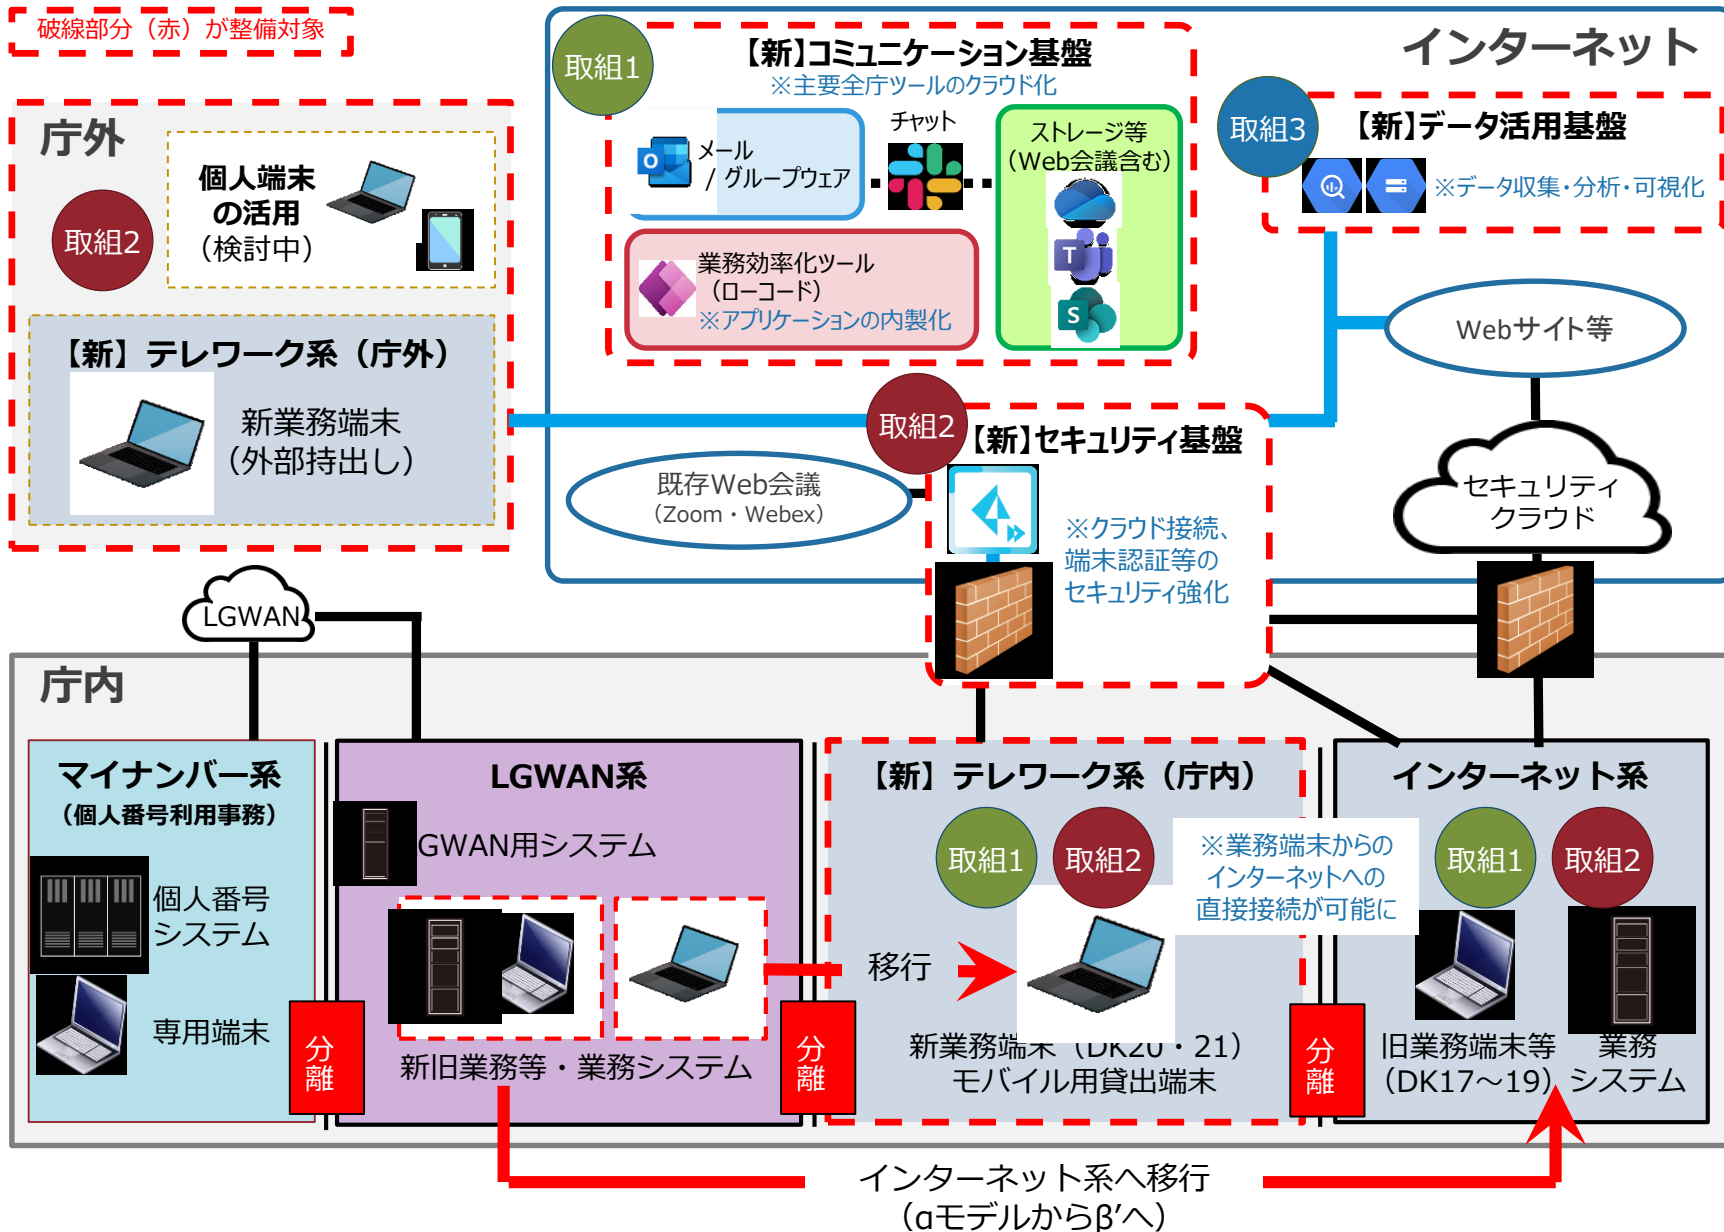 破線部分（赤）が整備対象
インターネット
取組1
【新】コミュニケーション基盤
※主要全庁ツールのクラウド化
メール
/ グループウェア
チャット
ストレージ等
（Web会議含む）
業務効率化ツール
（ローコード）
※アプリケーションの内製化
取組3
【新】データ活用基盤
※データ収集・分析・可視化
庁外
取組2
個人端末
の活用
（検討中）
【新】テレワーク系（庁外）
新業務端末
（外部持出し）
Webサイト等
取組2
【新】セキュリティ基盤
※クラウド接続、
端末認証等の
セキュリティ強化
既存Web会議
（Zoom・Webex）
セキュリティ
クラウド
LGWAN
庁内
マイナンバー系
（個人番号利用事務）
個人番号
システム
専用端末
分離
LGWAN系
GWAN用システム
新旧業務等・業務システム
分離
【新】テレワーク系（庁内）
取組1
取組2
※業務端末からの
インターネットへの
直接接続が可能に
移行
新業務端末（DK20・21）
モバイル用貸出端末
分離
インターネット系
取組1
取組2
旧業務端末等
（DK17～19）
業務
システム
インターネット系へ移行
（αモデルからβ’へ）